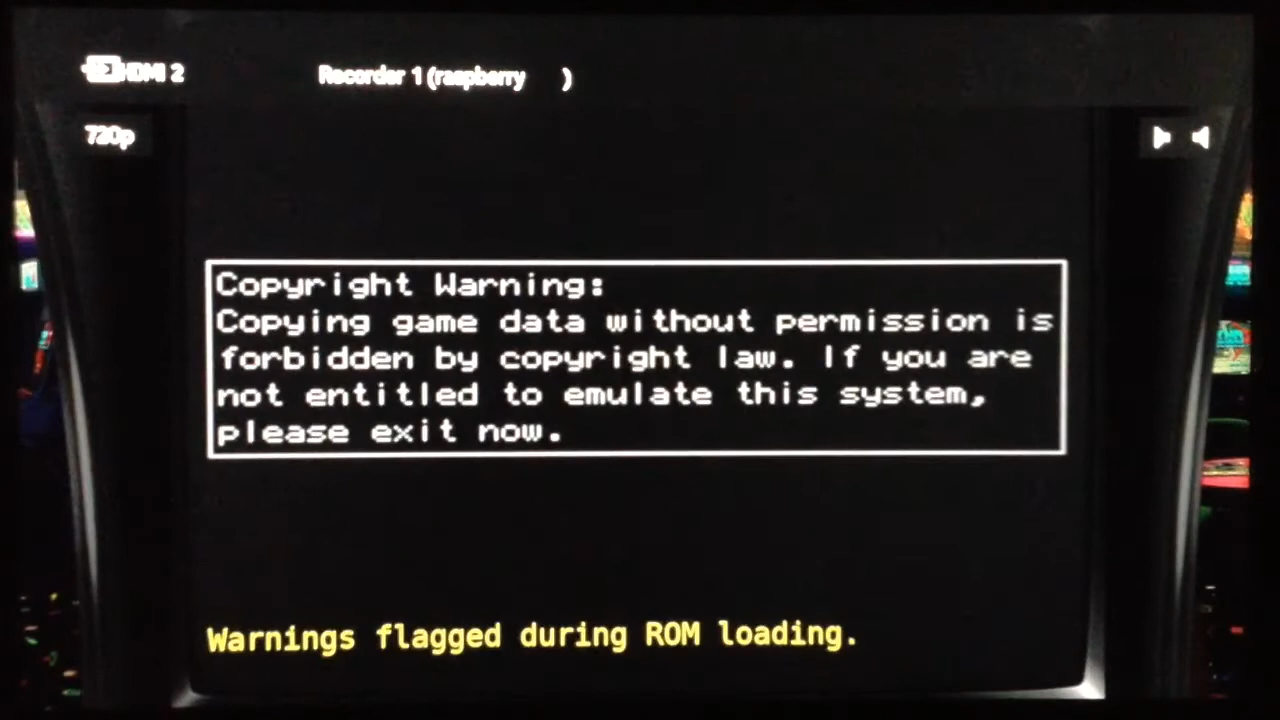 HDMI 2
Recorder 1 (raspberry )
720p
Copyright Warning:
Copying game data without permission is
forbidden by copyright law. If you are
not entitled to emulate this system,
please exit now.
Warnings flagged during ROM loading.